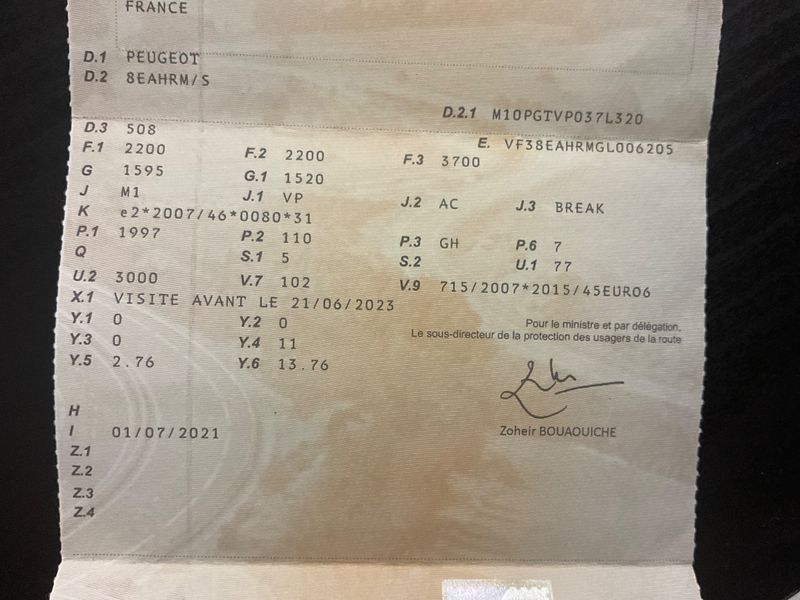 FRANCE
D.1 PEUGEOT
D.2 8EAHRM/S
D.2.1 M10PGTVP037L320
D.3 508
E. VF38EAHRMGL006205
F.1 2200 F.2 2200 F.3 3700
G 1595 G.1 1520
J M1 J.1 VP J.2 AC J.3 BREAK
K e2*2007/46*0080*31
P.1 1997 P.2 110 P.3 GH P.6 7
Q S.1 5 S.2 U.1 77
U.2 3000 V.7 102 V.9 715/2007*2015/45EURO6
X.1 VISITE AVANT LE 21/06/2023
Y.1 0 Y.2 0
Y.3 0 Y.4 11
Y.5 2.76 Y.6 13.76
Pour le ministre et par délégation,
Le sous-directeur de la protection des usagers de la route
Zoheir BOUAOUICHE
H
I 01/07/2021
Z.1
Z.2
Z.3
Z.4